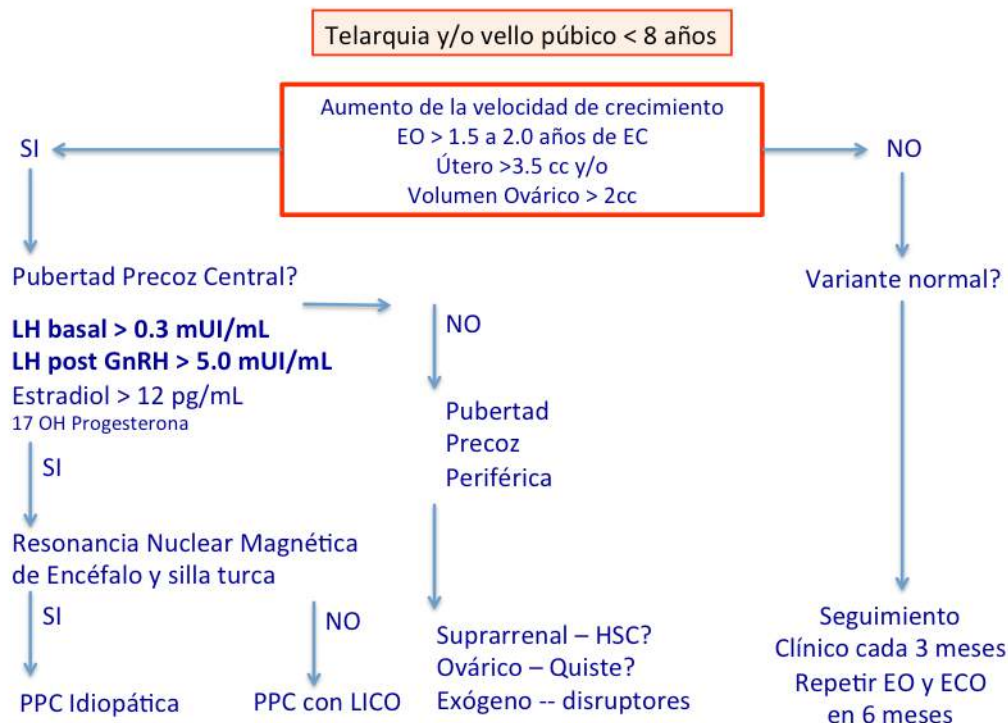 Telarquia y/o vello púbico < 8 años
Aumento de la velocidad de crecimiento
EO > 1.5 a 2.0 años de EC
Útero >3.5 cc y/o
Volumen Ovárico > 2cc
SI
NO
Pubertad Precoz Central?
Variante normal?
LH basal > 0.3 mUI/mL
LH post GnRH > 5.0 mUI/mL
Estradiol > 12 pg/mL
17 OH Progesterona
NO
Pubertad
Precoz
Periférica
SI
Resonancia Nuclear Magnética
de Encéfalo y silla turca
SI
NO
PPC Idiopática
PPC con LICO
Suprarrenal – HSC?
Ovárico – Quiste?
Exógeno -- disruptores
Seguimiento
Clínico cada 3 meses
Repetir EO y ECO
en 6 meses